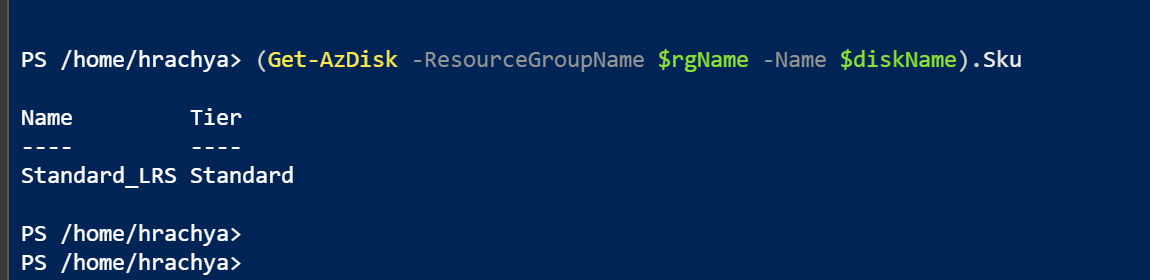 PS /home/hrachya> (Get-AzDisk -ResourceGroupName $rgName -Name $diskName).Sku
Name         Tier
----         ----
Standard_LRS Standard
PS /home/hrachya>
PS /home/hrachya>